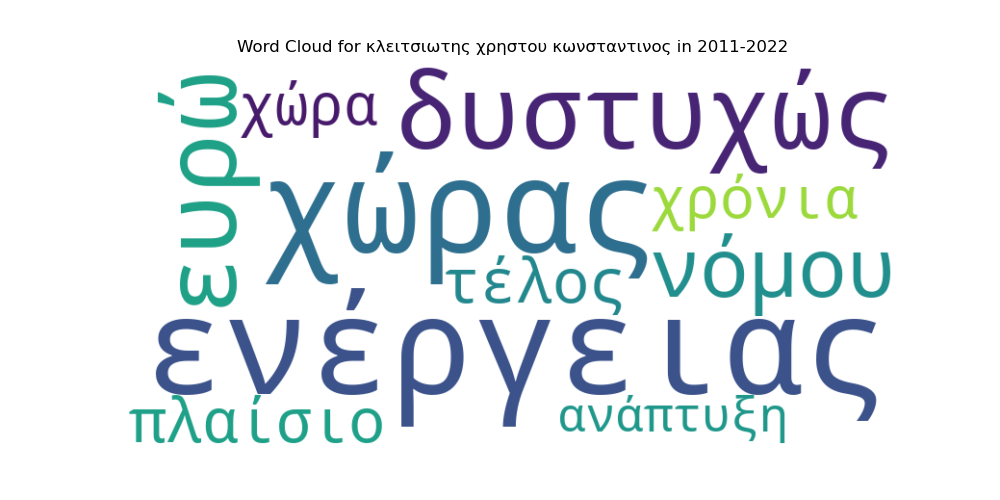 Word Cloud for κλειτσιωτης χρηστου κωνσταντινος in 2011-2022
ευρώ
χώρα
δυστυχώς
χώρας
χρόνια
τέλος
νόμου
ενέργειας
πλαίσιο
ανάπτυξη